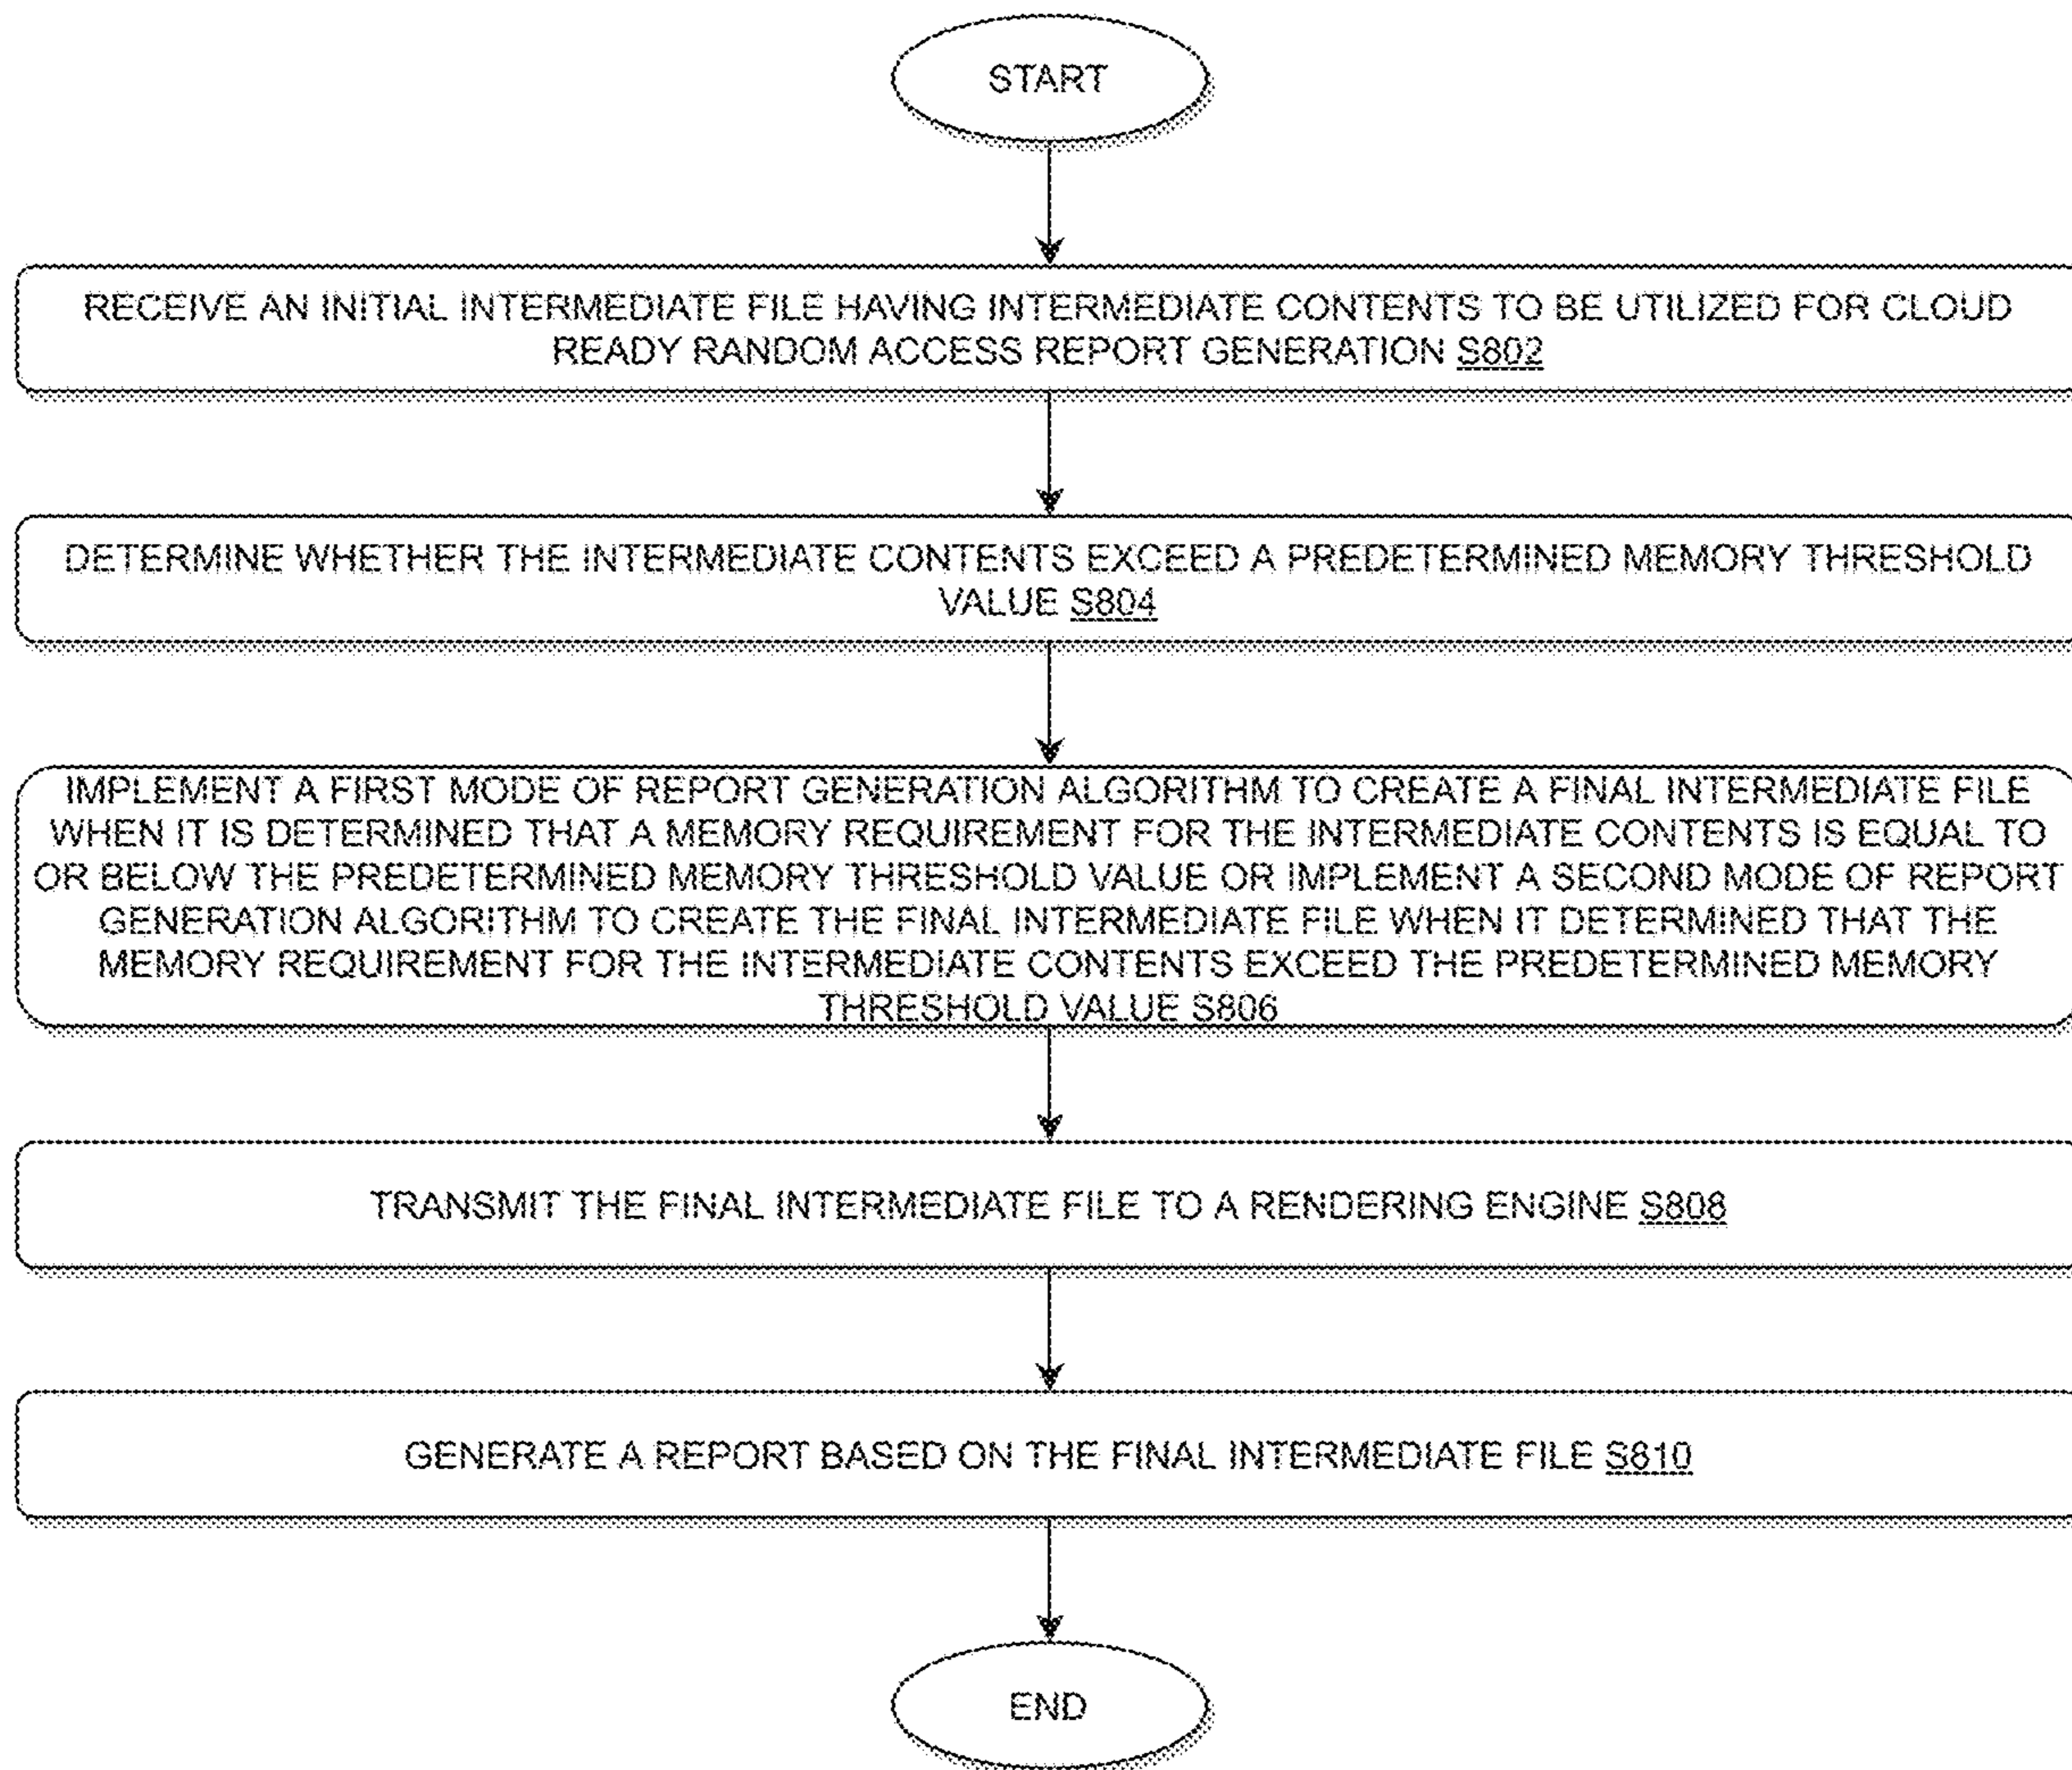 START
RECEIVE AN INITIAL INTERMEDIATE FILE HAVING INTERMEDIATE CONTENTS TO BE UTILIZED FOR CLOUD
READY RANDOM ACCESS REPORT GENERATION S802
DETERMINE WHETHER THE INTERMEDIATE CONTENTS EXCEED A PREDETERMINED MEMORY THRESHOLD
VALUE S804
IMPLEMENT A FIRST MODE OF REPORT GENERATION ALGORITHM TO CREATE A FINAL INTERMEDIATE FILE
WHEN IT IS DETERMINED THAT A MEMORY REQUIREMENT FOR THE INTERMEDIATE CONTENTS IS EQUAL TO
OR BELOW THE PREDETERMINED MEMORY THRESHOLD VALUE OR IMPLEMENT A SECOND MODE OF REPORT
GENERATION ALGORITHM TO CREATE THE FINAL INTERMEDIATE FILE WHEN IT DETERMINED THAT THE
MEMORY REQUIREMENT FOR THE INTERMEDIATE CONTENTS EXCEED THE PREDETERMINED MEMORY
THRESHOLD VALUE S806
TRANSMIT THE FINAL INTERMEDIATE FILE TO A RENDERING ENGINE S808
GENERATE A REPORT BASED ON THE FINAL INTERMEDIATE FILE S810
END